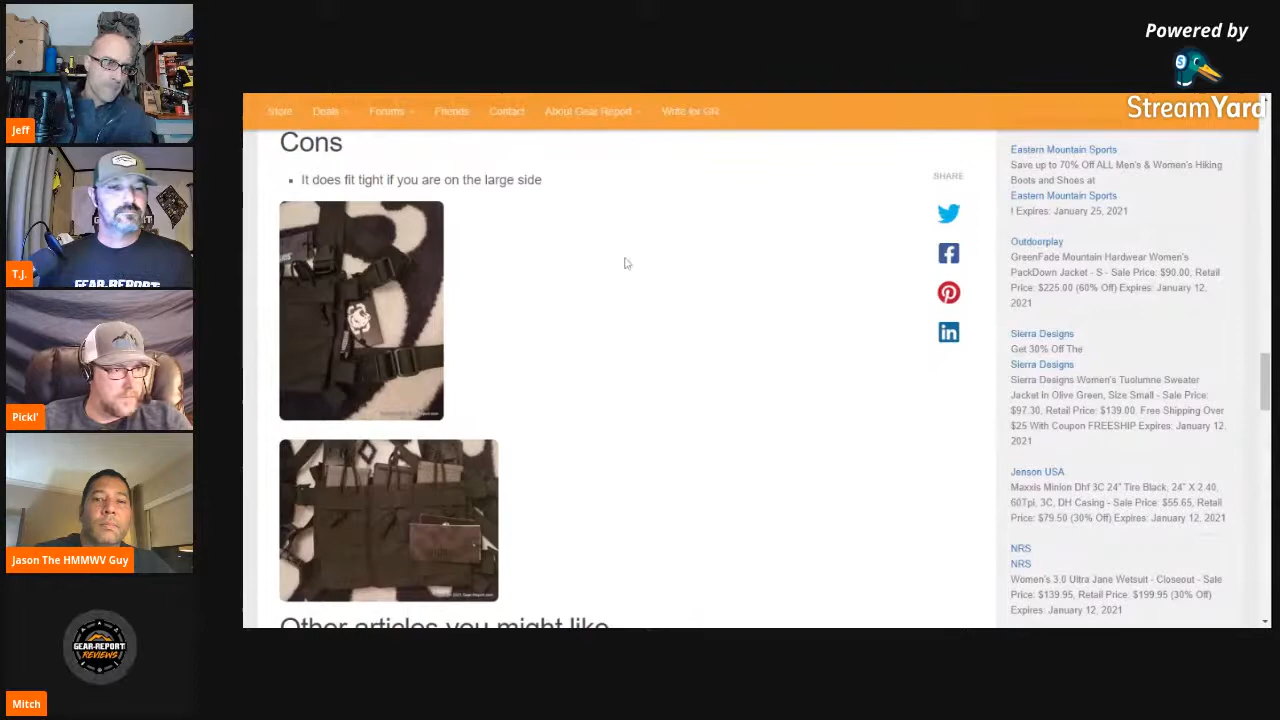 Powered by
StreamYard
Jeff
T.J.
GEAR-REPORT
Pickl'
Jason The HMMWV Guy
GEAR-REPORT
REVIEWS
Mitch
Store
Deals
Forums
Friends
Contact
About Gear Report
Write for GR
Cons
It does fit tight if you are on the large side
Other articles you might like
SHARE
Eastern Mountain Sports
Save up to 70% Off ALL Men's & Women's Hiking
Boots and Shoes at
Eastern Mountain Sports
! Expires: January 25, 2021
Outdoorplay
GreenFade Mountain Hardwear Women's
PackDown Jacket - S - Sale Price: $90.00, Retail
Price: $225.00 (60% Off) Expires: January 12,
2021
Sierra Designs
Get 30% Off The
Sierra Designs
Sierra Designs Women's Tuolumne Sweater
Jacket In Olive Green, Size Small - Sale Price:
$97.30, Retail Price: $139.00. Free Shipping Over
$25 With Coupon FREESHIP Expires: January 12,
2021
Jenson USA
Maxxis Minion Dhf 3C 24" Tire Black, 24" X 2.40,
60Tpi, 3C, DH Casing - Sale Price: $55.65, Retail
Price: $79.50 (30% Off) Expires: January 12, 2021
NRS
NRS
Women's 3.0 Ultra Jane Wetsuit - Closeout - Sale
Price: $139.95, Retail Price: $199.95 (30% Off)
Expires: January 12, 2021